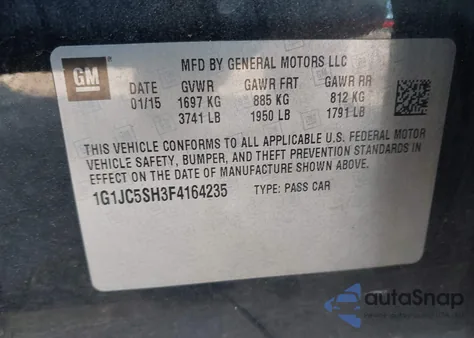 GM
MFD BY GENERAL MOTORS LLC
DATE GVWR GAWR FRT GAWR RR
01/15 1697 KG 885 KG 812 KG
3741 LB 1950 LB 1791 LB
THIS VEHICLE CONFORMS TO ALL APPLICABLE U.S. FEDERAL MOTOR
VEHICLE SAFETY, BUMPER, AND THEFT PREVENTION STANDARDS IN
EFFECT ON THE DATE OF MANUFACTURE SHOWN ABOVE.
1G1JC5SH3F4164235 TYPE: PASS CAR
autoSnap